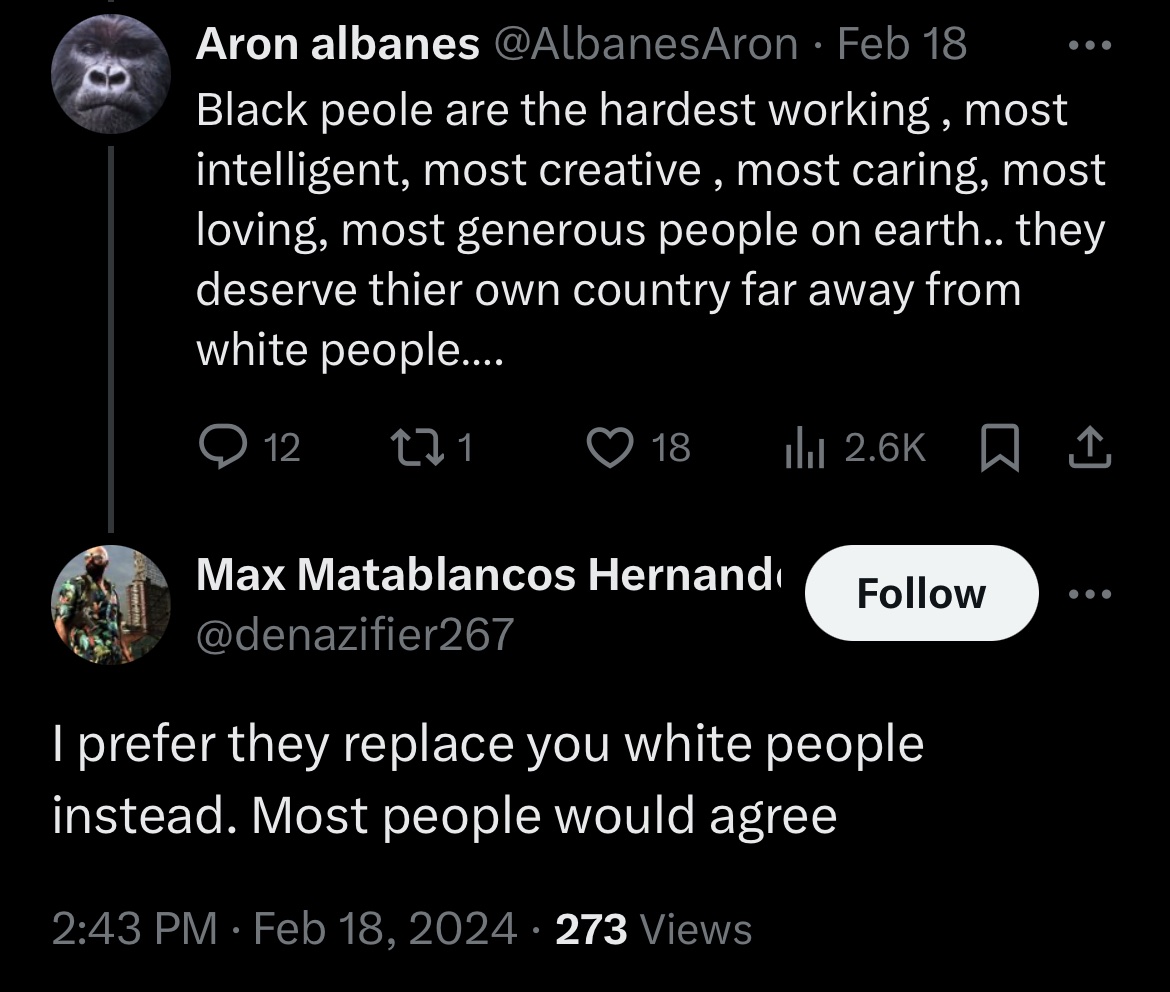 Aron albanes @AlbanesAron · Feb 18
Black peole are the hardest working , most
intelligent, most creative , most caring, most
loving, most generous people on earth.. they
deserve thier own country far away from
white people....
12 1 18 2.6K
Max Matablancos Hernand
Follow
@denazifier267
I prefer they replace you white people
instead. Most people would agree
2:43 PM · Feb 18, 2024 · 273 Views